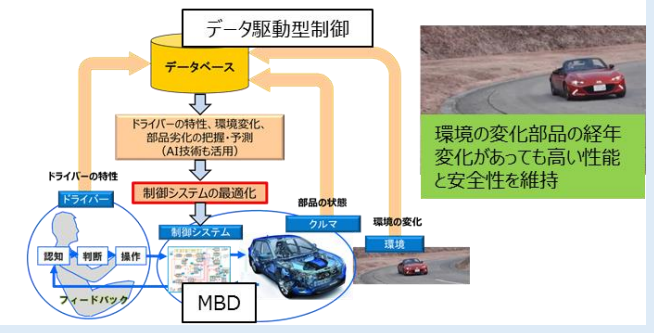 データ駆動型制御
データベース
ドライバーの特性、環境変化、
部品劣化の把握・予測
（AI技術も活用）
環境の変化部品の経年
変化があっても高い性能
と安全性を維持
制御システムの最適化
ドライバーの特性
ドライバー
部品の状態
クルマ
環境の変化
環境
制御システム
認知
判断
操作
フィードバック
MBD